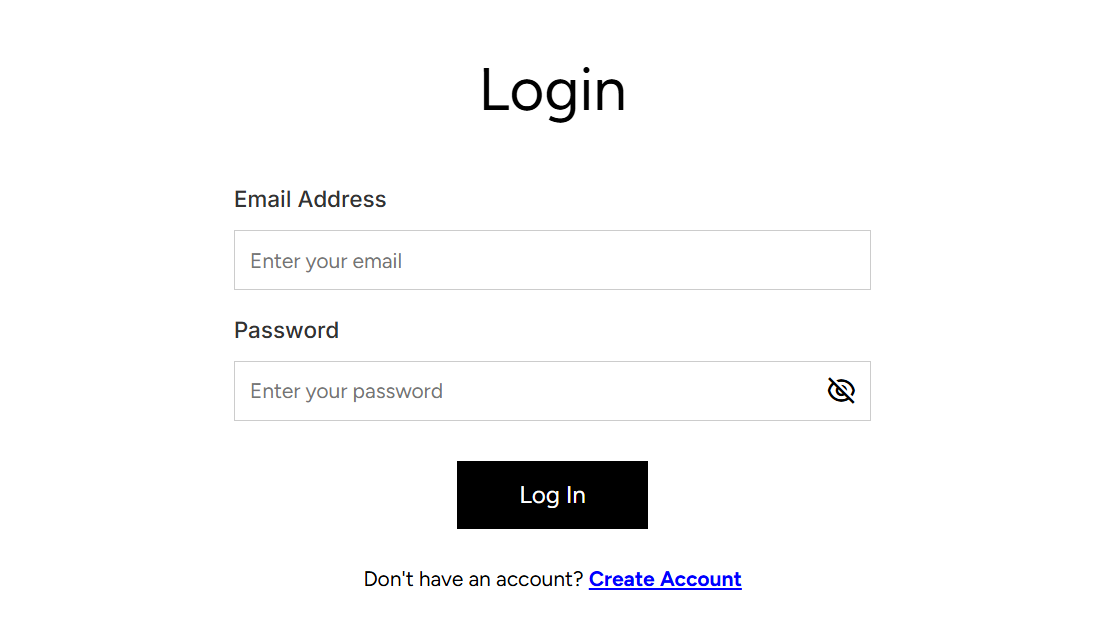 Login
Email Address
Enter your email
Password
Enter your password
Log In
Don't have an account? Create Account